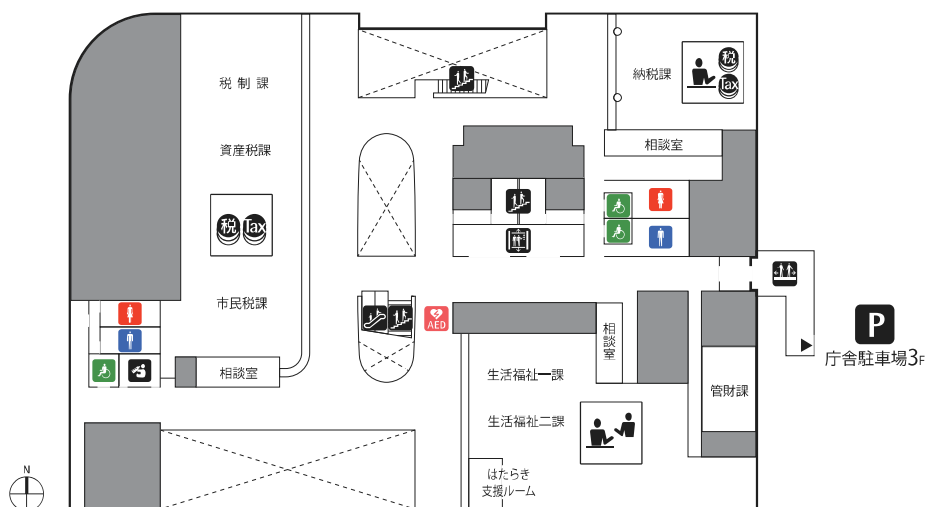 税制課
納税課
税
Tax
相談室
資産税課
税
Tax
市民税課
AED
相談室
P
庁舎駐車場3F
相談室
生活福祉一課
管財課
生活福祉二課
はたらき
支援ルーム
N